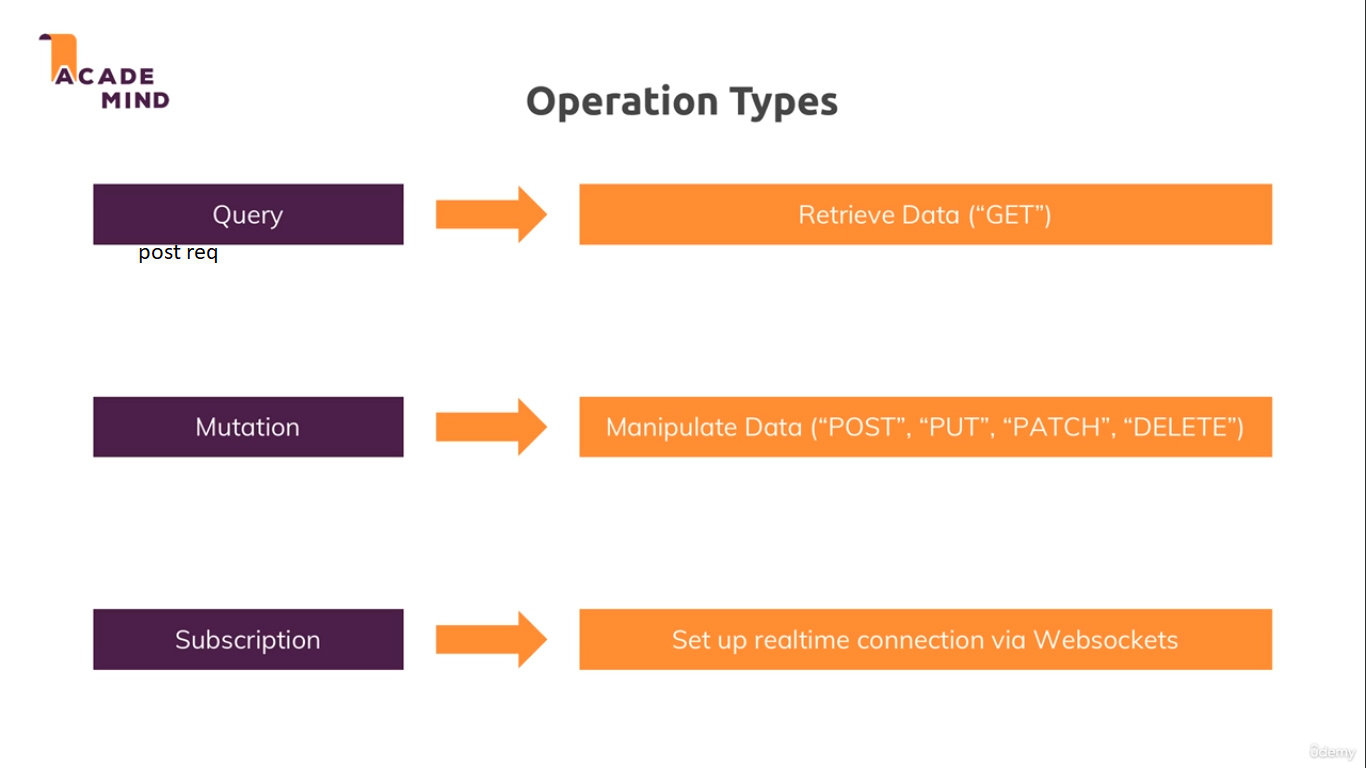 ACADE
MIND
Operation Types
Query
Retrieve Data (“GET”)
post req
Mutation
Manipulate Data (“POST”, “PUT”, “PATCH”, “DELETE”)
Subscription
Set up realtime connection via Websockets
ûdemy